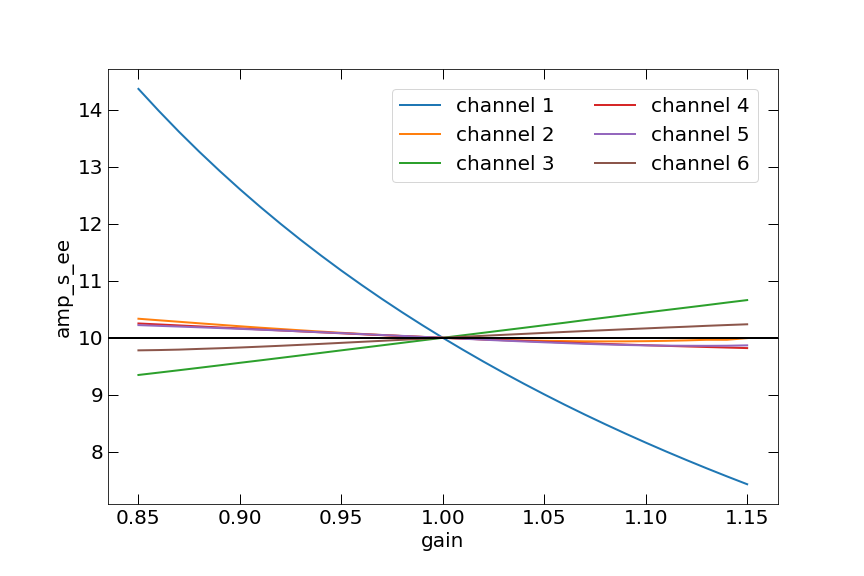 14
13
12
11
10
9
8
amp_s_ee
channel 1
channel 2
channel 3
channel 4
channel 5
channel 6
0.85 0.90 0.95 1.00 1.05 1.10 1.15
gain